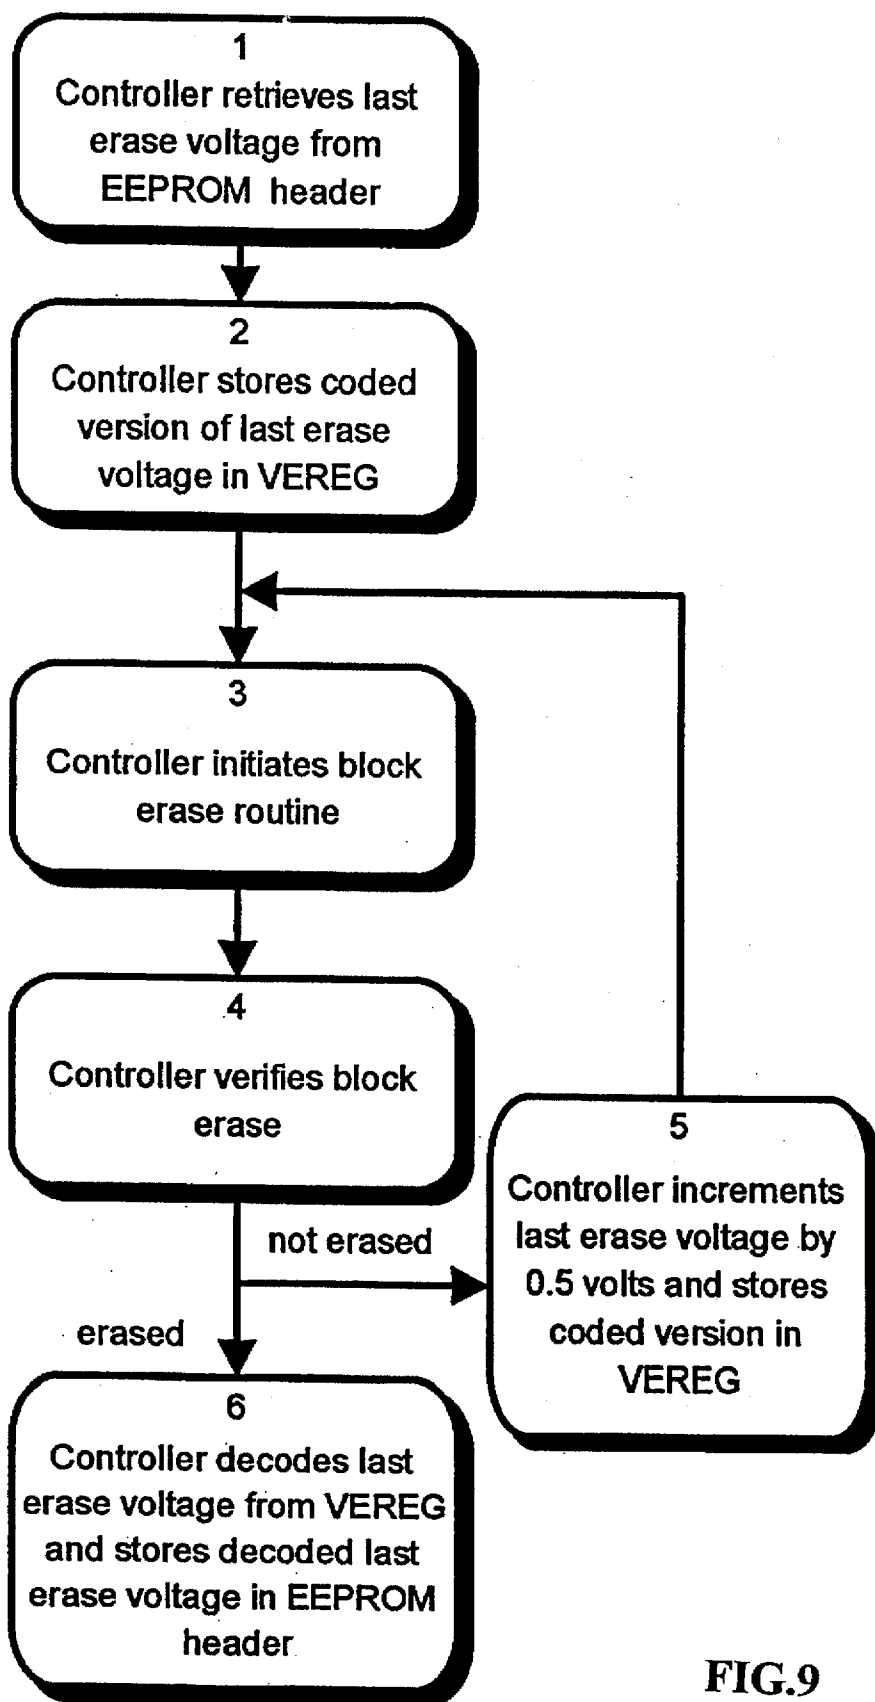 1
Controller retrieves last
erase voltage from
EEPROM header
2
Controller stores coded
version of last erase
voltage in VEREG
3
Controller initiates block
erase routine
4
Controller verifies block
erase
not erased
erased
5
Controller increments
last erase voltage by
0.5 volts and stores
coded version in
VEREG
6
Controller decodes last
erase voltage from VEREG
and stores decoded last
erase voltage in EEPROM
header
FIG.9